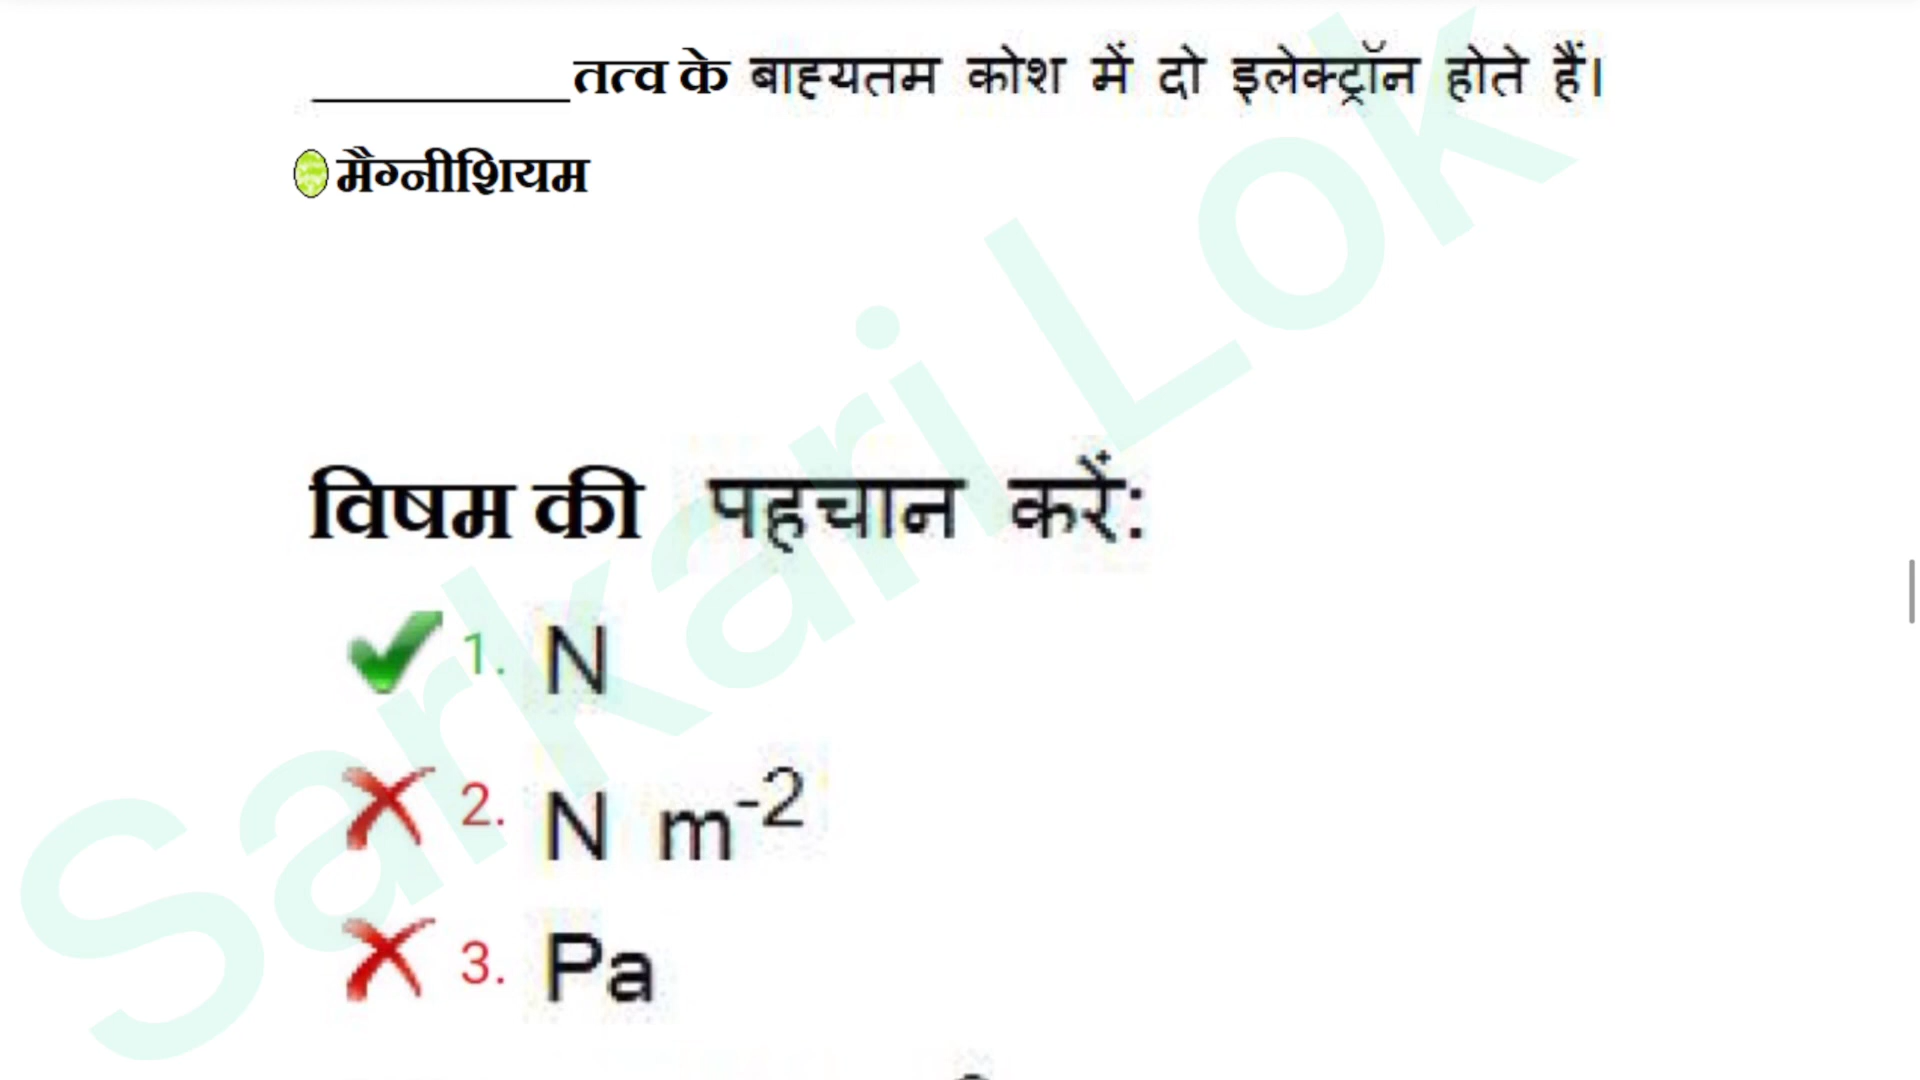 __________तत्व के बाह्यतम कोश में दो इलेक्ट्रॉन होते हैं।
मैग्नीशियम
विषम की पहचान करें:
1. N
2. N m⁻²
3. Pa
Sarkari Lok